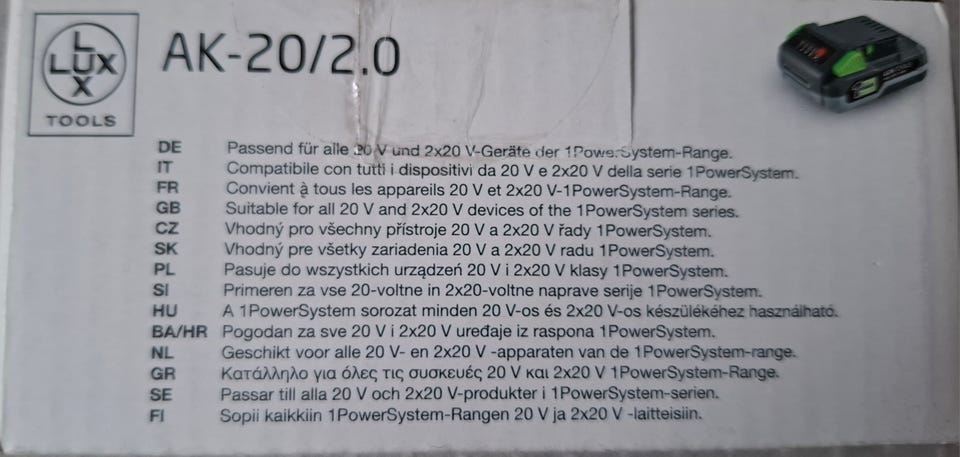 LUX
LUX
TOOLS
AK-20/2.0
DE Passend für alle 20 V und 2x20 V-Geräte der 1PowerSystem-Range.
IT Compatibile con tutti i dispositivi da 20 V e 2x20 V della serie 1PowerSystem.
FR Convient à tous les appareils 20 V et 2x20 V-1PowerSystem-Range.
GB Suitable for all 20 V and 2x20 V devices of the 1PowerSystem series.
CZ Vhodný pro všechny přístroje 20 V a 2x20 V řady 1PowerSystem.
SK Vhodný pre všetky zariadenia 20 V a 2x20 V radu 1PowerSystem.
PL Pasuje do wszystkich urządzeń 20 V i 2x20 V klasy 1PowerSystem.
SI Primeren za vse 20-voltne in 2x20-voltne naprave serije 1PowerSystem.
HU A 1PowerSystem sorozat minden 20 V-os és 2x20 V-os készülékéhez használható.
BA/HR Pogodan za sve 20 V i 2x20 V uređaje iz raspona 1PowerSystem.
NL Geschikt voor alle 20 V- en 2x20 V -apparaten van de 1PowerSystem-range.
GR Κατάλληλο για όλες τις συσκευές 20 V και 2x20 V 1PowerSystem-Range.
SE Passar till alla 20 V och 2x20 V-produkter i 1PowerSystem-serien.
FI Sopii kaikkiin 1PowerSystem-Rangen 20 V ja 2x20 V -laitteisiin.